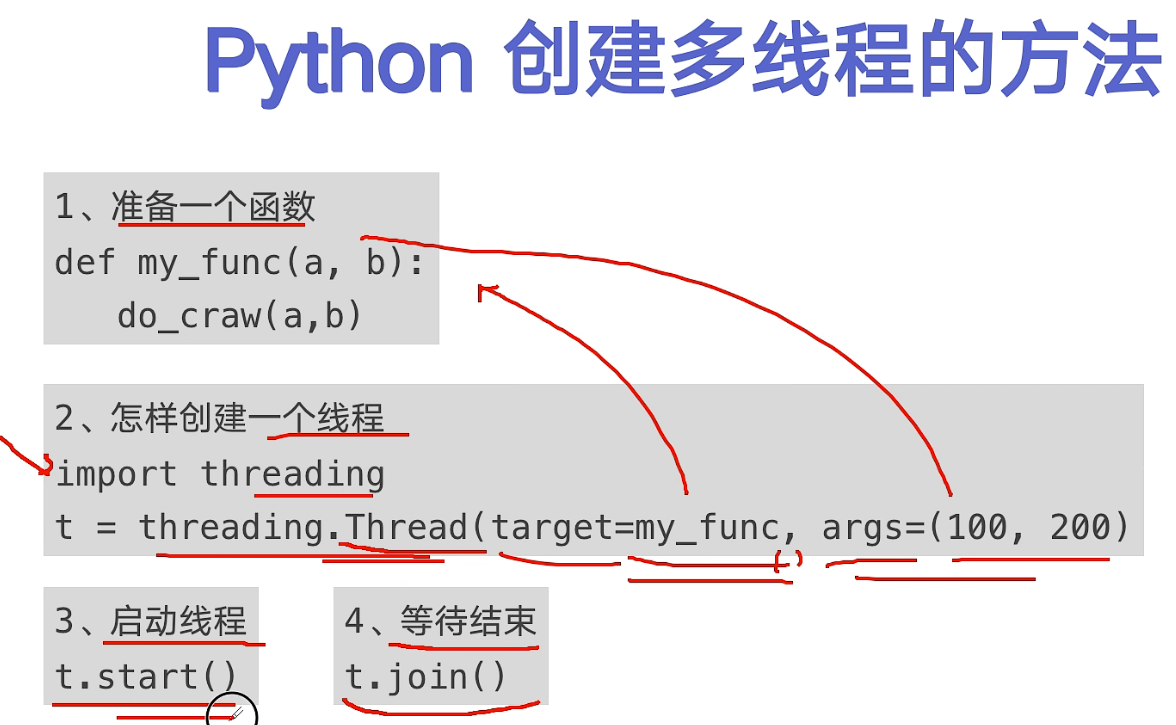 Python 创建多线程的方法
1、准备一个函数
def my_func(a, b):
do_craw(a,b)
2、怎样创建一个线程
import threading
t = threading.Thread(target=my_func, args=(100, 200)
3、启动线程
t.start()
4、等待结束
t.join()